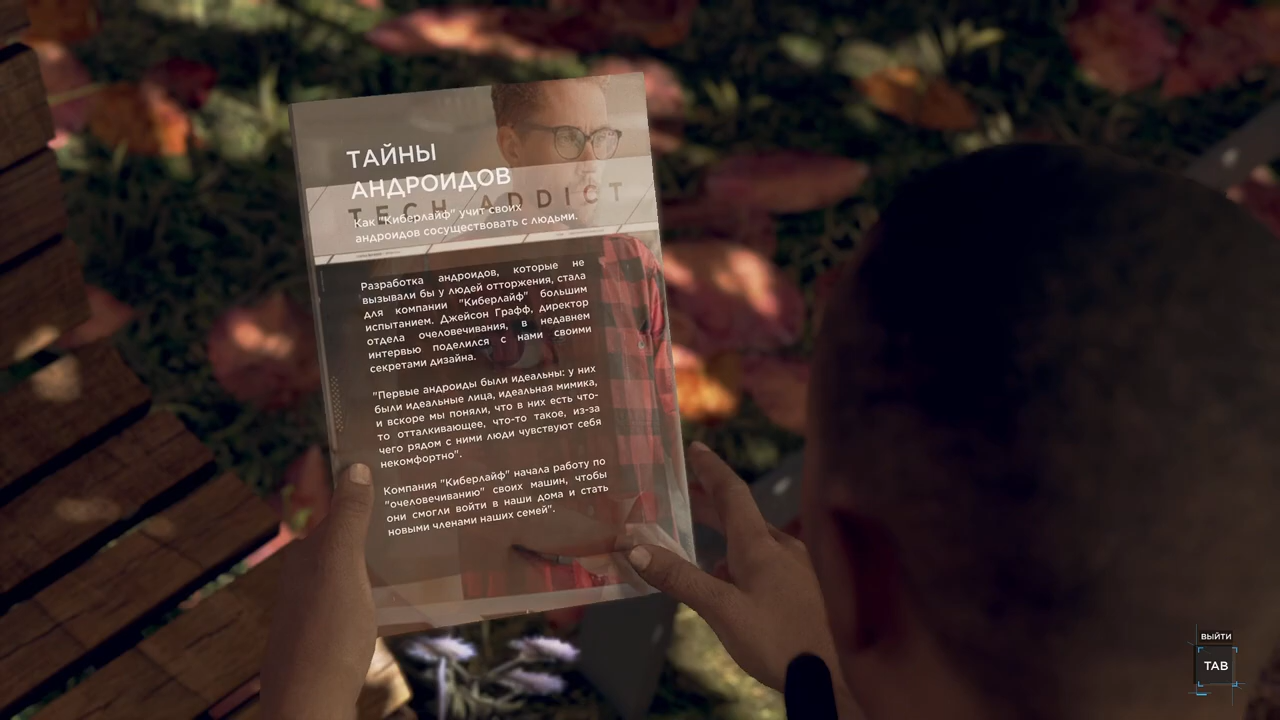 ТАЙНЫ
АНДРОИДОВ
TECH ADDICT
Как "Киберлайф" учит своих
андроидов сосуществовать с людьми.
Разработка андроидов, которые не
вызывали бы у людей отторжения, стала
для компании "Киберлайф" большим
испытанием. Джейсон Графф, директор
отдела очеловечивания, в недавнем
интервью поделился с нами своими
секретами дизайна.
"Первые андроиды были идеальны: у них
были идеальные лица, идеальная мимика,
и вскоре мы поняли, что в них есть что-
то отталкивающее, что-то такое, из-за
чего рядом с ними люди чувствуют себя
некомфортно".
Компания "Киберлайф" начала работу по
"очеловечиванию" своих машин, чтобы
они смогли войти в наши дома и стать
новыми членами наших семей".
ВЫЙТИ
TAB